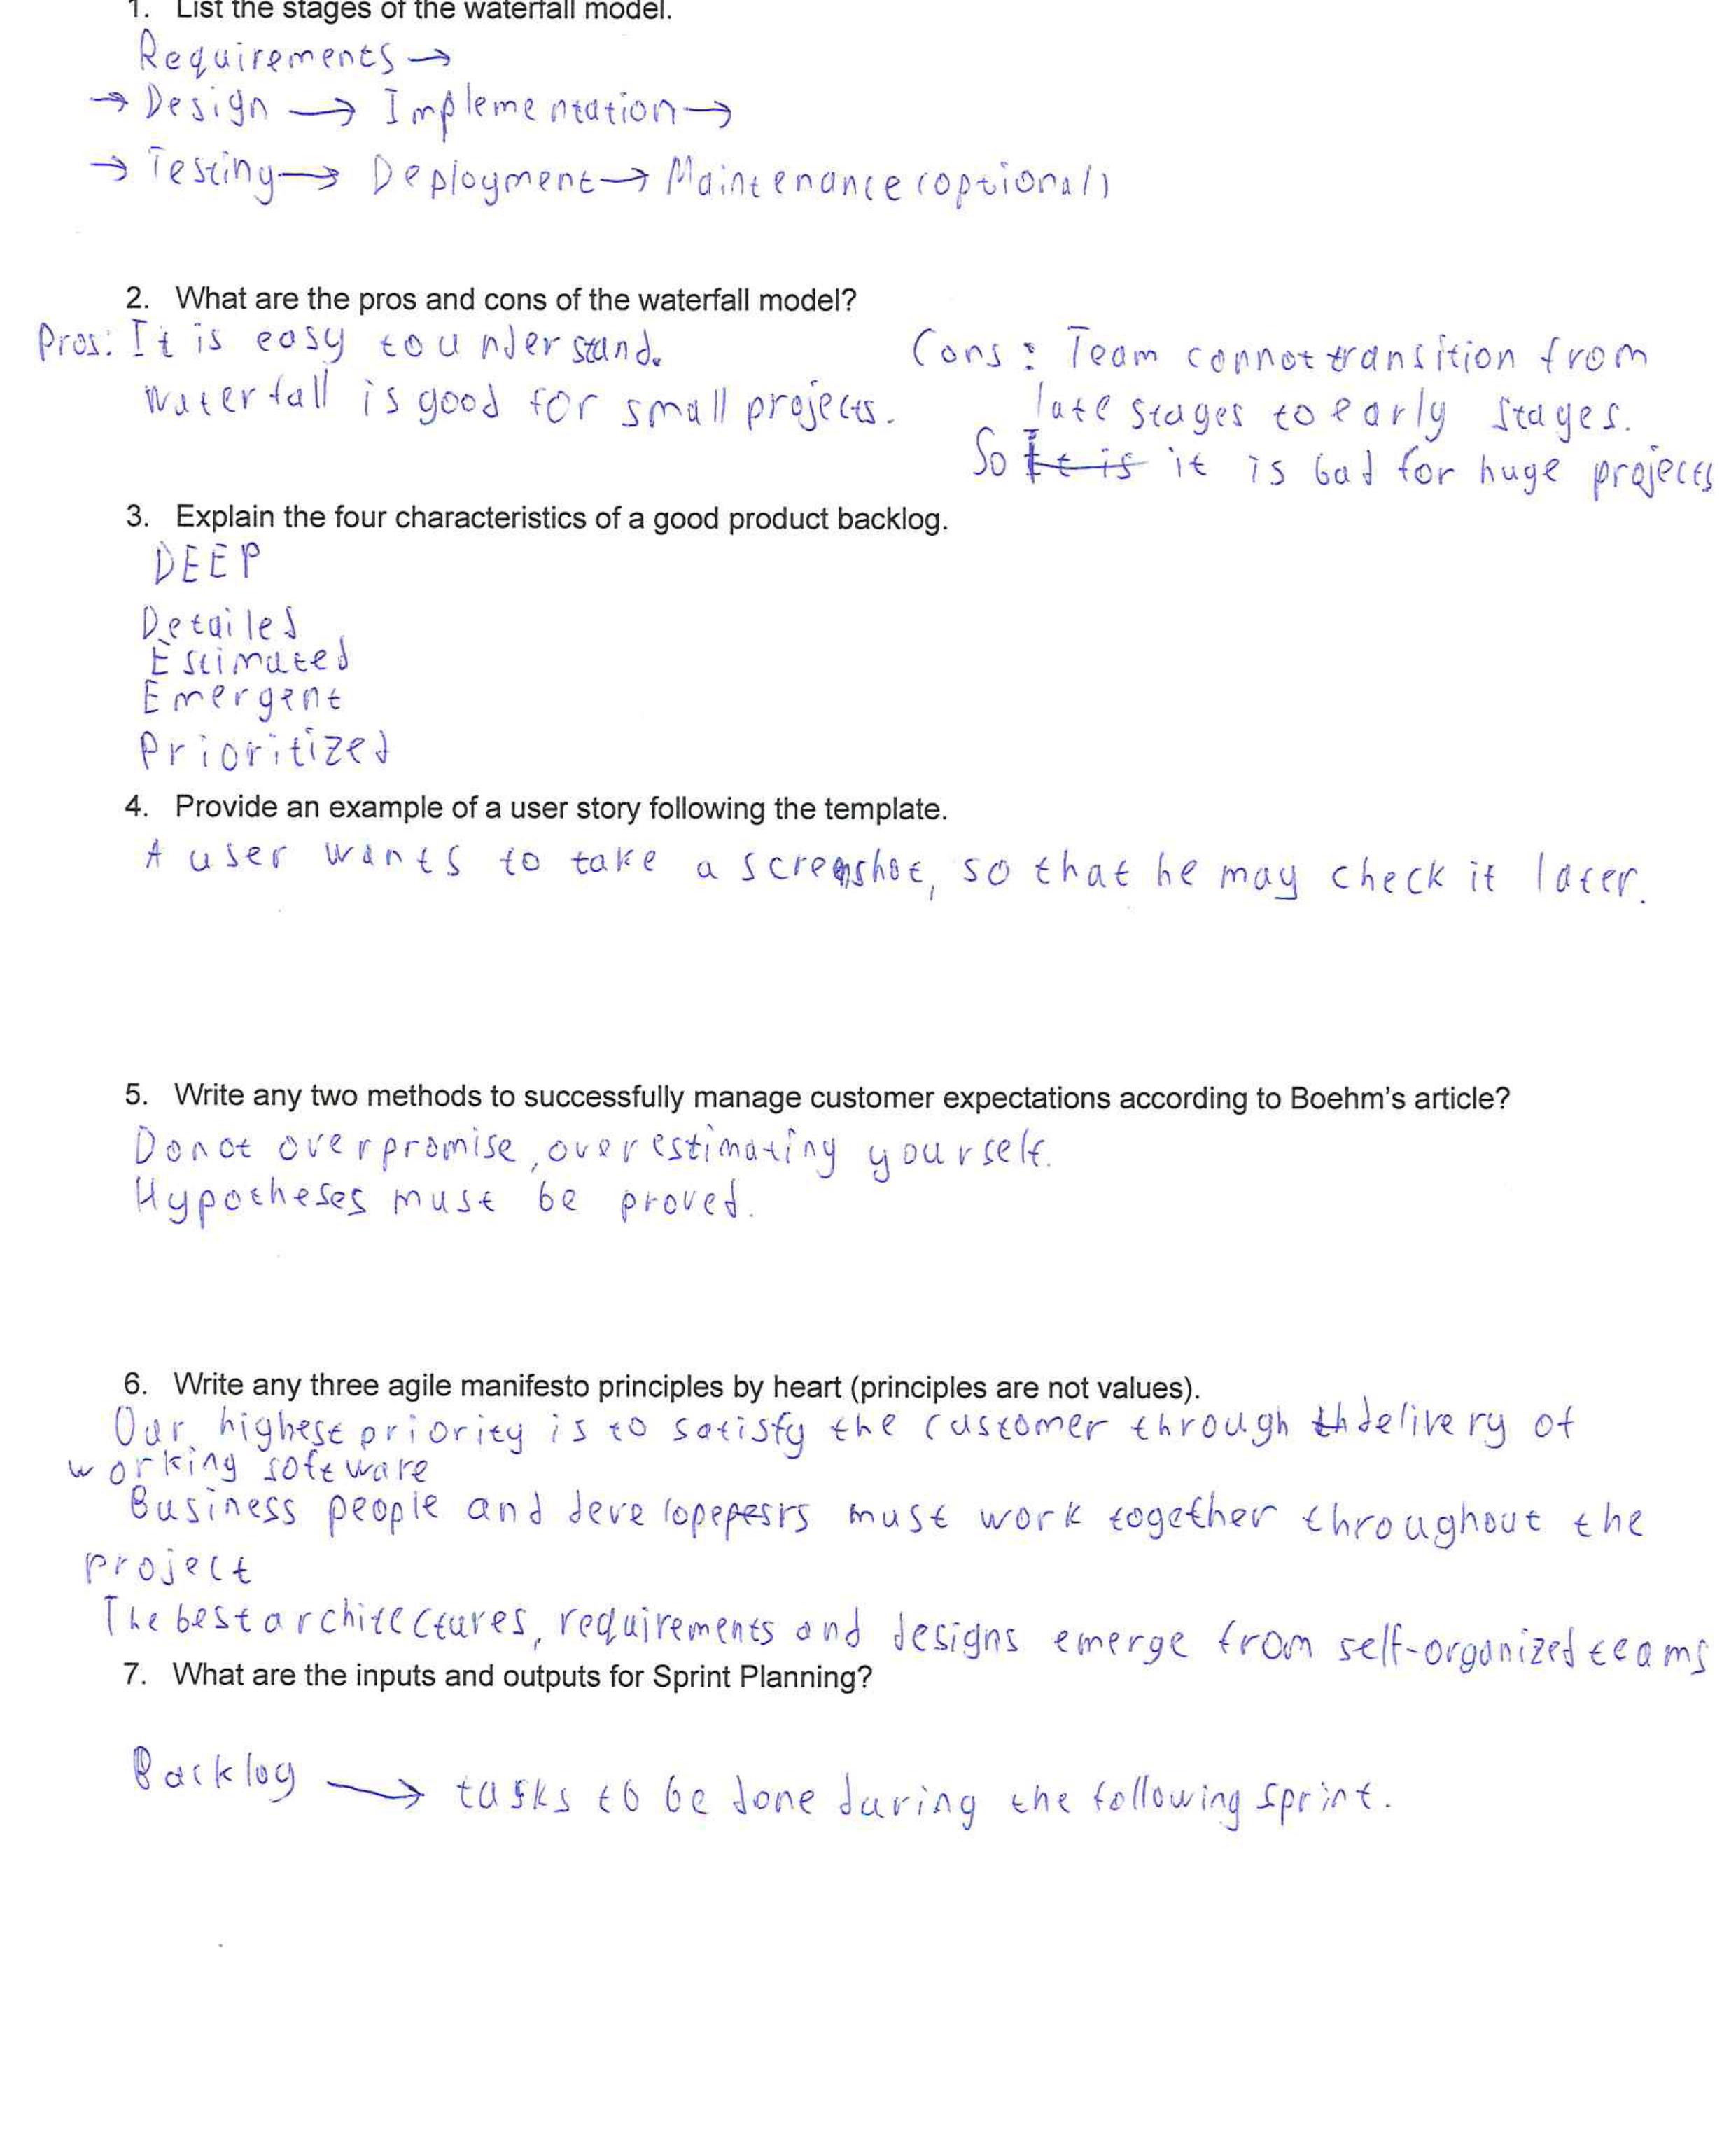 1. List the stages of the waterfall model.
Requirements →
→ Design → Implementation →
→ Testing → Deployment → Maintenance (optional)
2. What are the pros and cons of the waterfall model?
Pros: It is easy to understand.
Waterfall is good for small projects.
Cons: Team cannot transition from
late stages to early stages.
So It is it is bad for huge projects
3. Explain the four characteristics of a good product backlog.
DEEP
Detailed
Estimated
Emergent
Prioritized
4. Provide an example of a user story following the template.
A user wants to take a screenshot, so that he may check it later.
5. Write any two methods to successfully manage customer expectations according to Boehm's article?
Do not overpromise, overestimating yourself.
Hypotheses must be proved.
6. Write any three agile manifesto principles by heart (principles are not values).
Our highest priority is to satisfy the customer through th delivery of
working software
Business people and must work together throughout the
project
The best architectures, requirements and designs emerge from self-organized teams
7. What are the inputs and outputs for Sprint Planning?
Backlog → tasks to be done during the following sprint.